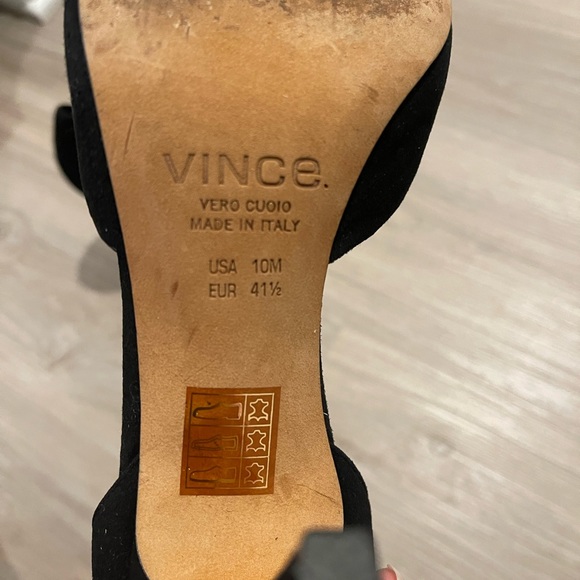 VINCe.
VERO CUOIO
MADE IN ITALY
USA 10M
EUR 41½